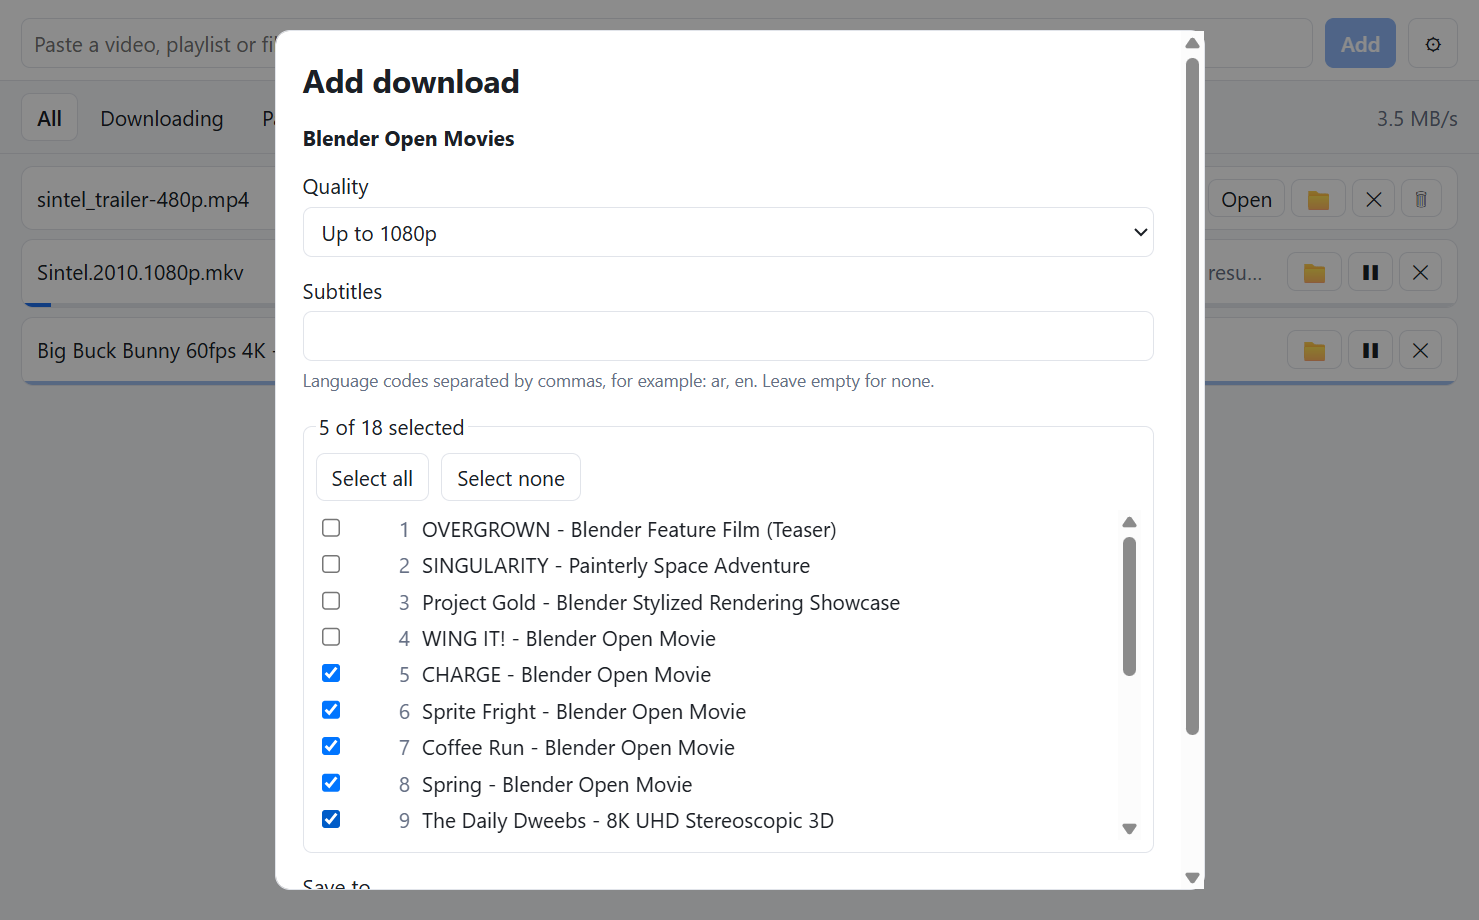 Paste a video, playlist or fi
Add
All
Downloading
3.5 MB/s
sintel_trailer-480p.mp4
Open
Sintel.2010.1080p.mkv
resu...
Big Buck Bunny 60fps 4K -
Add download
Blender Open Movies
Quality
Up to 1080p
Subtitles
Language codes separated by commas, for example: ar, en. Leave empty for none.
5 of 18 selected
Select all
Select none
1 OVERGROWN - Blender Feature Film (Teaser)
2 SINGULARITY - Painterly Space Adventure
3 Project Gold - Blender Stylized Rendering Showcase
4 WING IT! - Blender Open Movie
5 CHARGE - Blender Open Movie
6 Sprite Fright - Blender Open Movie
7 Coffee Run - Blender Open Movie
8 Spring - Blender Open Movie
9 The Daily Dweebs - 8K UHD Stereoscopic 3D
Save to